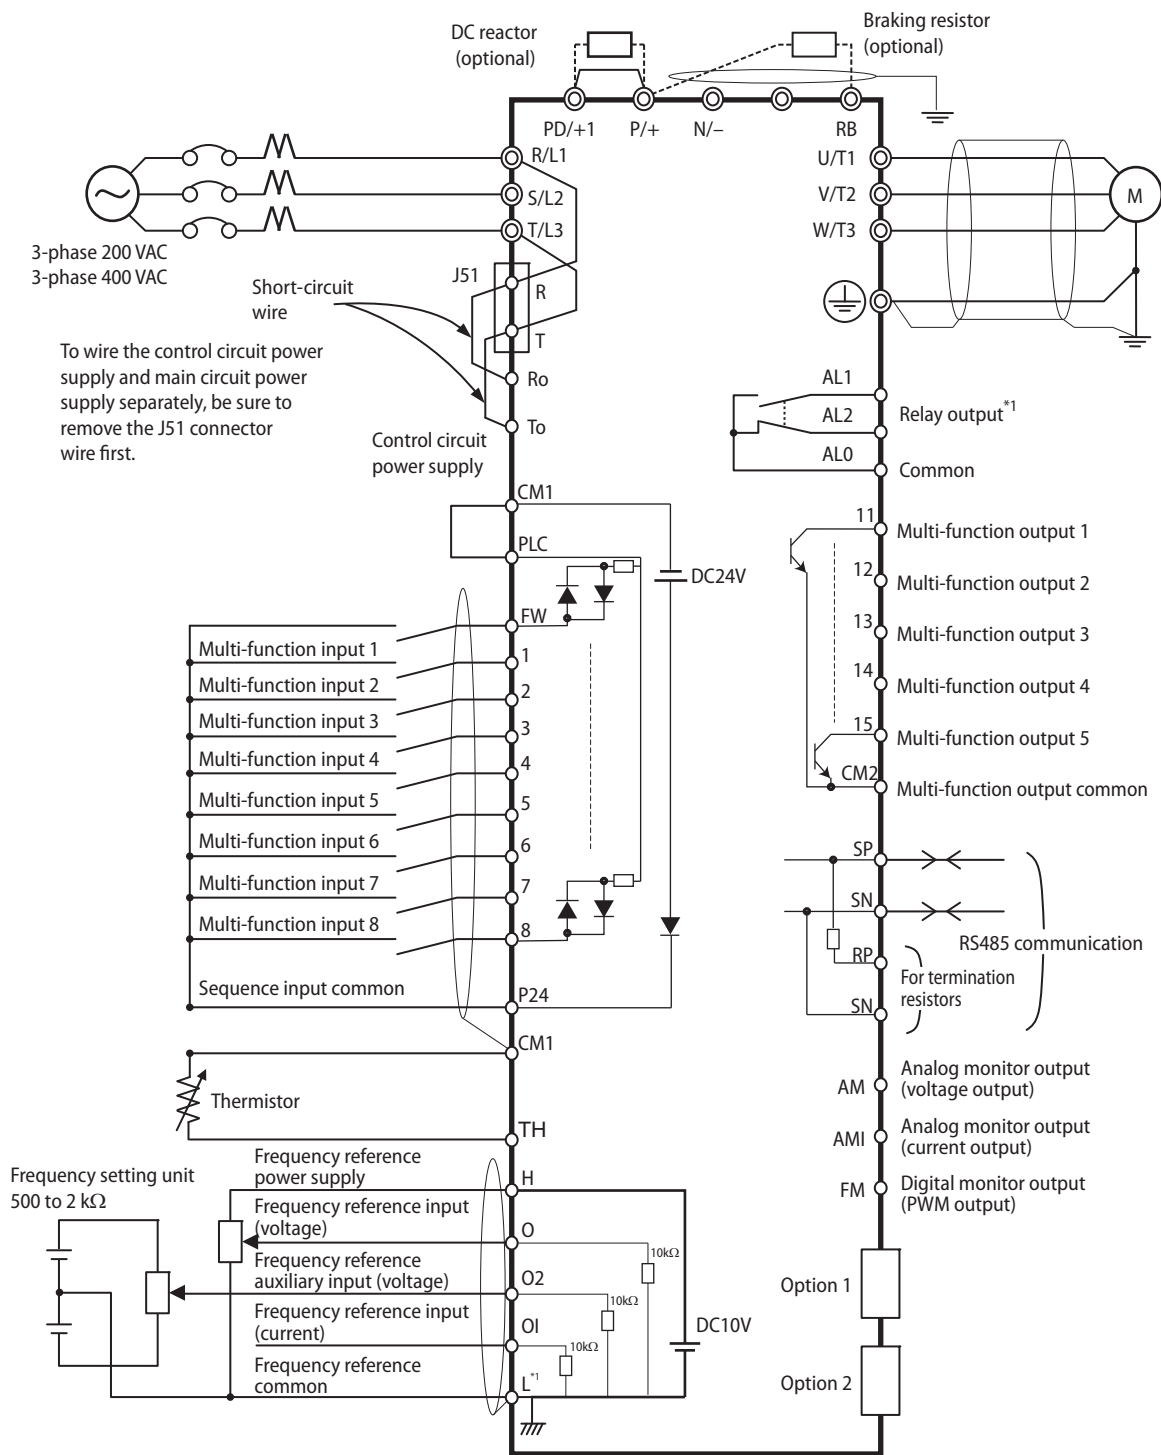 DC reactor
(optional)
Braking resistor
(optional)
PD/+1
P/+
N/–
RB
R/L1
S/L2
T/L3
U/T1
V/T2
W/T3
M
3-phase 200 VAC
3-phase 400 VAC
J51
R
T
Ro
To
Short-circuit
wire
To wire the control circuit power
supply and main circuit power
supply separately, be sure to
remove the J51 connector
wire first.
Control circuit
power supply
AL1
AL2
AL0
Relay output*1
Common
CM1
PLC
DC24V
FW
1
2
3
4
5
6
7
8
P24
CM1
TH
Multi-function input 1
Multi-function input 2
Multi-function input 3
Multi-function input 4
Multi-function input 5
Multi-function input 6
Multi-function input 7
Multi-function input 8
Sequence input common
Thermistor
11
Multi-function output 1
12
Multi-function output 2
13
Multi-function output 3
14
Multi-function output 4
15
Multi-function output 5
CM2
Multi-function output common
SP
SN
RP
SN
RS485 communication
For termination
resistors
AM
Analog monitor output
(voltage output)
AMI
Analog monitor output
(current output)
FM
Digital monitor output
(PWM output)
Frequency setting unit
500 to 2 kΩ
Frequency reference
power supply
H
Frequency reference input
(voltage)
O
Frequency reference
auxiliary input (voltage)
O2
Frequency reference input
(current)
OI
Frequency reference
common
L*1
10kΩ
10kΩ
10kΩ
DC10V
Option 1
Option 2